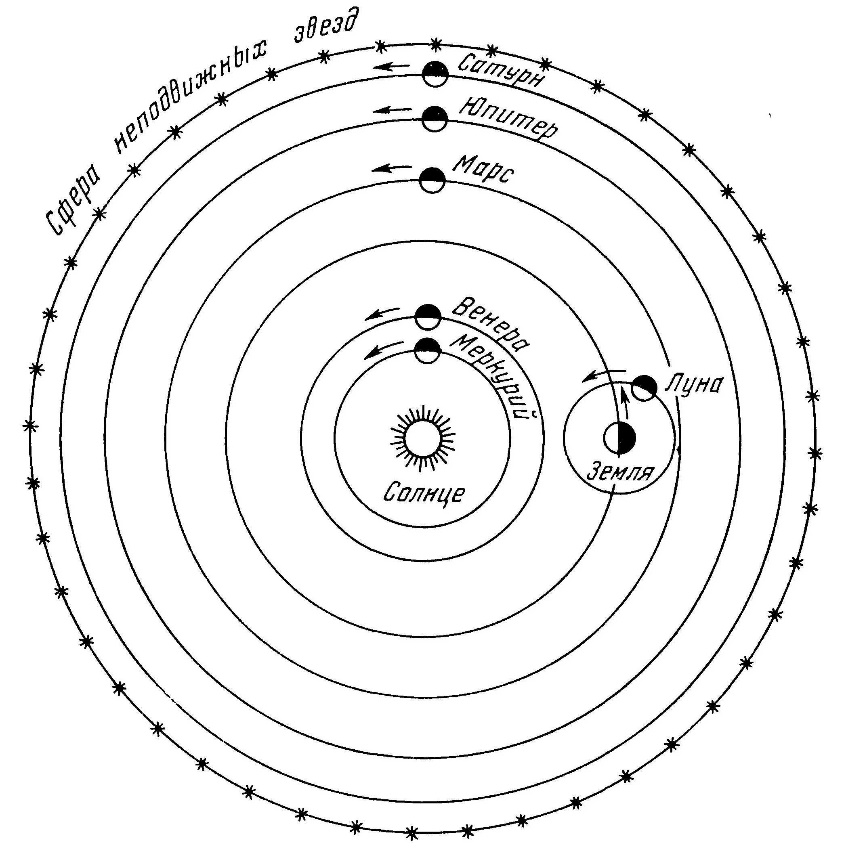 Сфера неподвижных звезд
Сатурн
Юпитер
Марс
Венера
Меркурий
Луна
Земля
Солнце